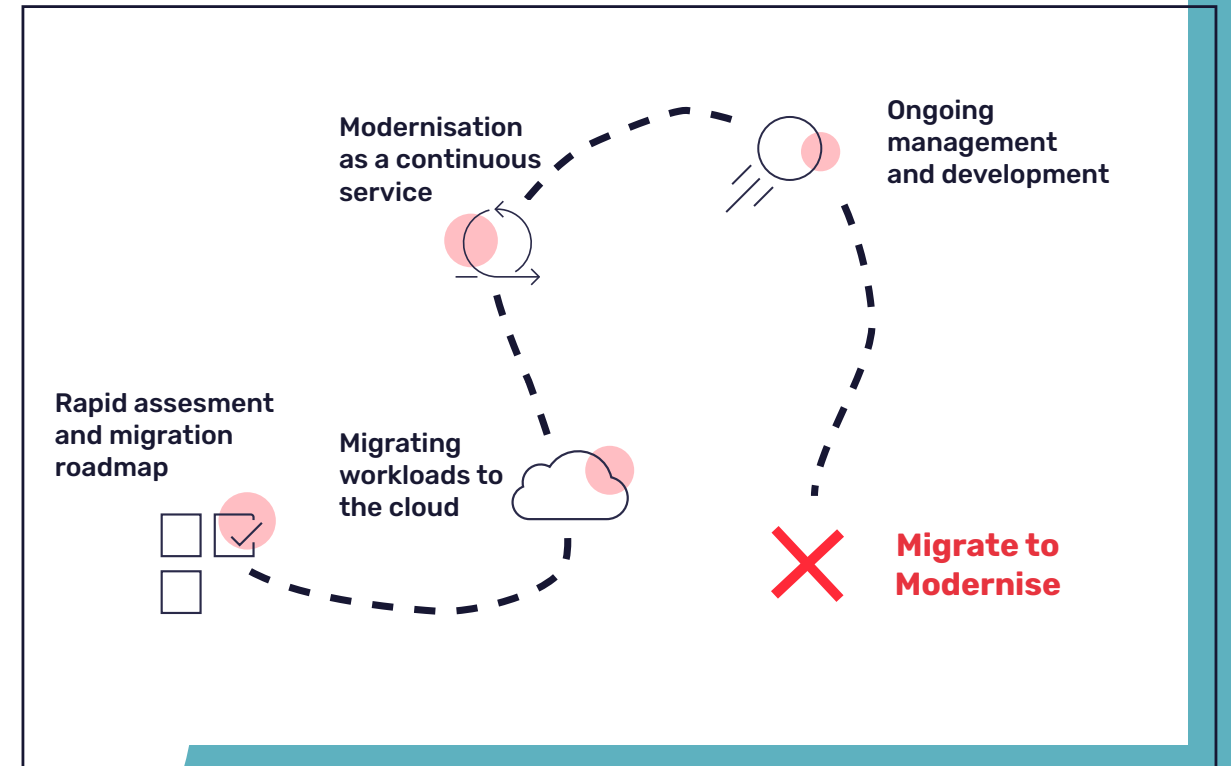 Modernisation
as a continuous
service
Ongoing
management
and development
Rapid assesment
and migration
roadmap
Migrating
workloads to
the cloud
Migrate to
Modernise